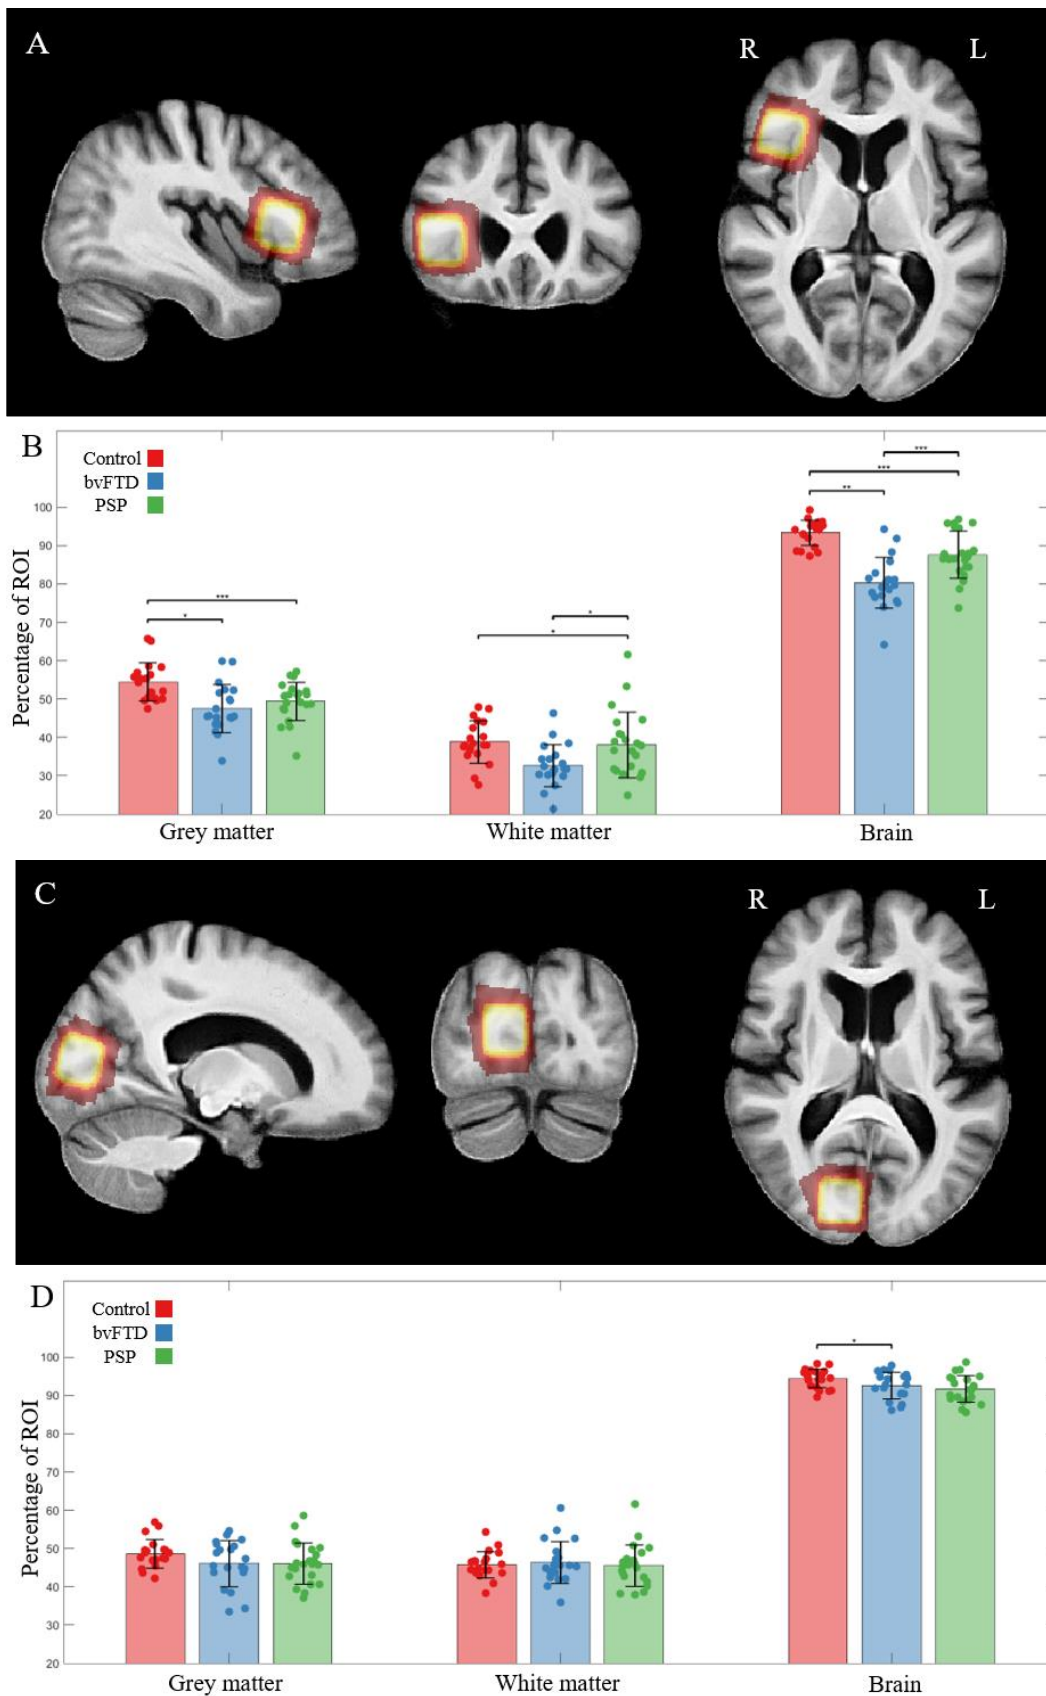 A
R L
B
Control
bvFTD
PSP
***
***
**
100
90
80
70
60
50
40
30
20
Percentage of ROI
***
*
*
*
Grey matter White matter Brain
C
R L
D
Control
bvFTD
PSP
*
100
90
80
70
60
50
40
30
20
Percentage of ROI
Grey matter White matter Brain